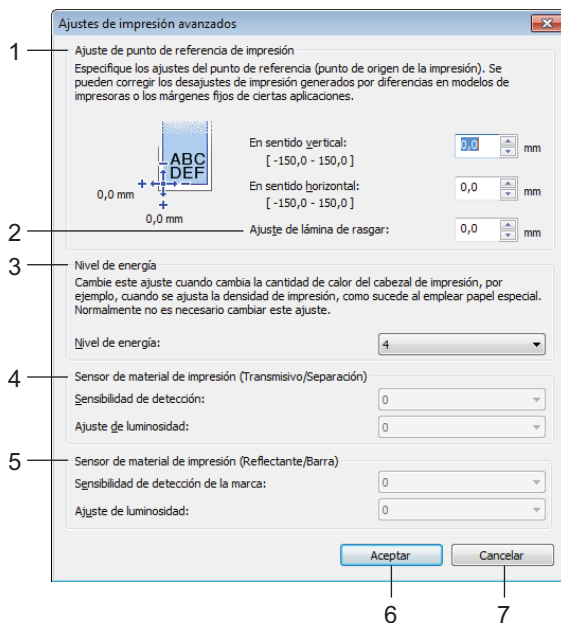 Ajustes de impresión avanzados
1
Ajuste de punto de referencia de impresión
Especifique los ajustes del punto de referencia (punto de origen de la impresión). Se
pueden corregir los desajustes de impresión generados por diferencias en modelos de
impresoras o los márgenes fijos de ciertas aplicaciones.
ABC
DEF
0,0 mm
0,0 mm
En sentido vertical:
0,0 mm
[ -150,0 - 150,0 ]
En sentido horizontal:
0,0 mm
[ -150,0 - 150,0 ]
2
Ajuste de lámina de rasgar:
0,0 mm
3
Nivel de energía
Cambie este ajuste cuando cambia la cantidad de calor del cabezal de impresión, por
ejemplo, cuando se ajusta la densidad de impresión, como sucede al emplear papel especial.
Normalmente no es necesario cambiar este ajuste.
Nivel de energía:
4
4
Sensor de material de impresión (Transmisivo/Separación)
Sensibilidad de detección:
0
Ajuste de luminosidad:
0
5
Sensor de material de impresión (Reflectante/Barra)
Sensibilidad de detección de la marca:
0
Ajuste de luminosidad:
0
Aceptar
Cancelar
6
7